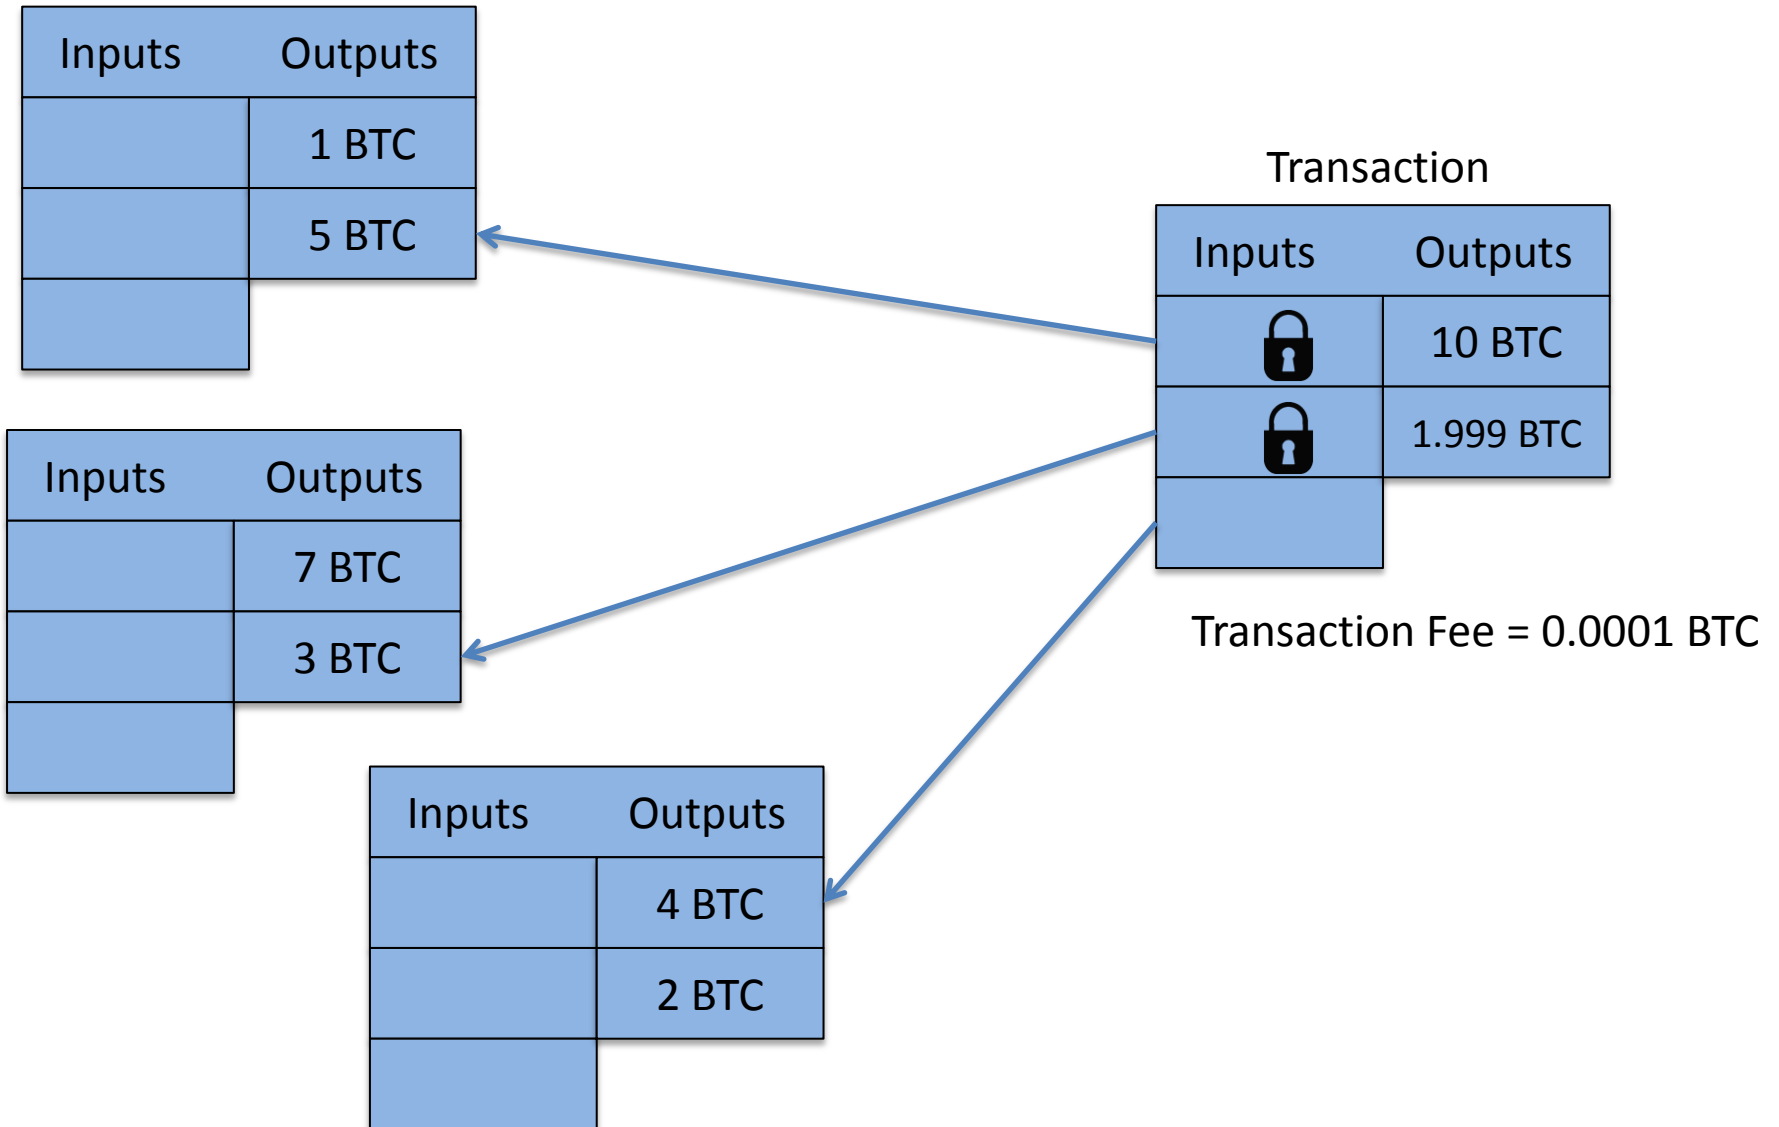 Inputs Outputs
1 BTC
5 BTC
Transaction
Inputs Outputs
10 BTC
1.999 BTC
Transaction Fee = 0.0001 BTC
Inputs Outputs
7 BTC
3 BTC
Inputs Outputs
4 BTC
2 BTC